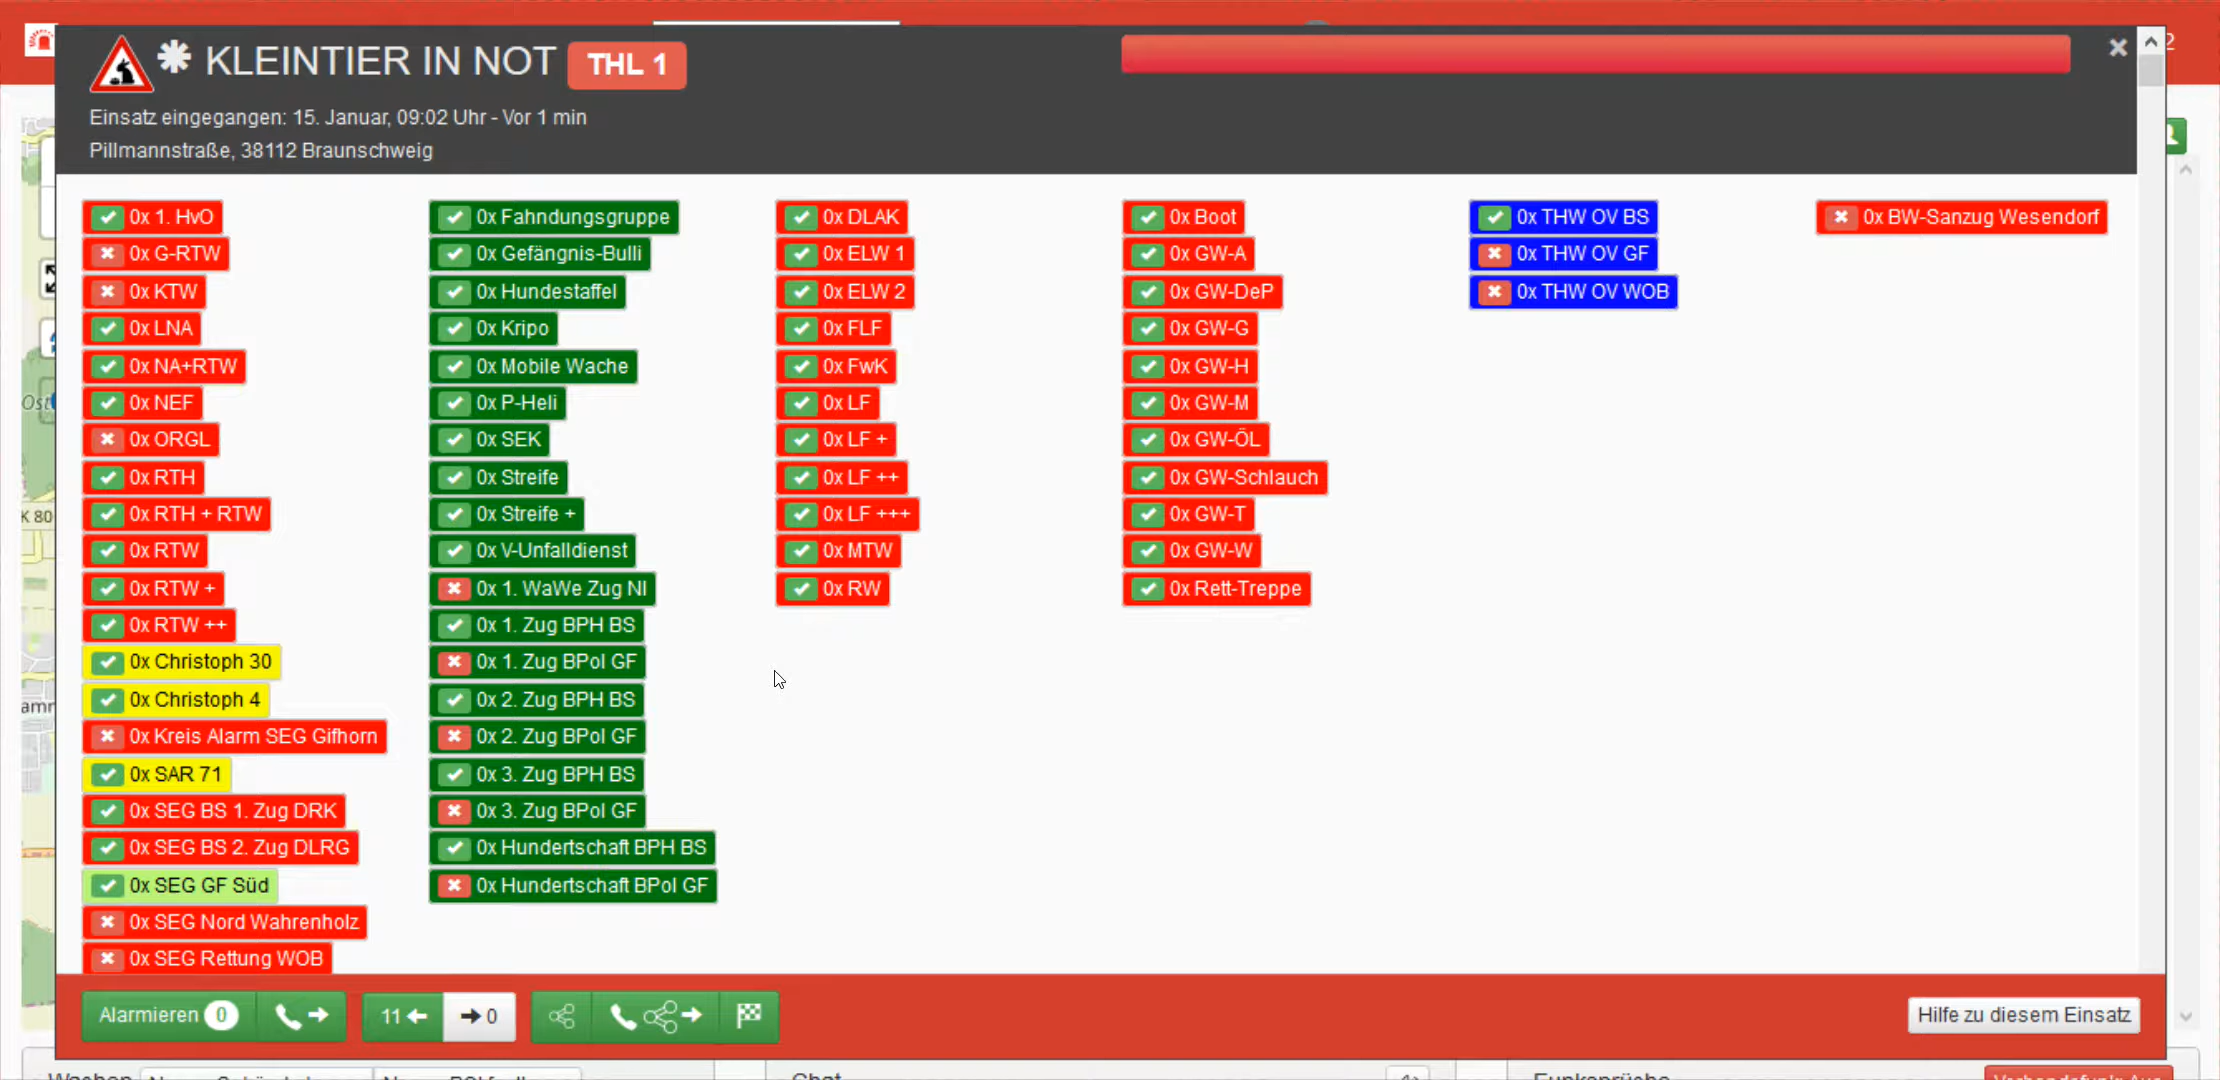 KLEINTIER IN NOT THL 1
Einsatz eingegangen: 15. Januar, 09:02 Uhr - Vor 1 min
Pillmannstraße, 38112 Braunschweig
0x 1. HvO
0x G-RTW
0x KTW
0x LNA
0x NA+RTW
0x NEF
0x ORGL
0x RTH
0x RTH + RTW
0x RTW
0x RTW +
0x RTW ++
0x Christoph 30
0x Christoph 4
0x Kreis Alarm SEG Gifhorn
0x SAR 71
0x SEG BS 1. Zug DRK
0x SEG BS 2. Zug DLRG
0x SEG GF Süd
0x SEG Nord Wahrenholz
0x SEG Rettung WOB
0x Fahndungsgruppe
0x Gefängnis-Bulli
0x Hundestaffel
0x Kripo
0x Mobile Wache
0x P-Heli
0x SEK
0x Streife
0x Streife +
0x V-Unfalldienst
0x 1. WaWe Zug NI
0x 1. Zug BPH BS
0x 1. Zug BPol GF
0x 2. Zug BPH BS
0x 2. Zug BPol GF
0x 3. Zug BPH BS
0x 3. Zug BPol GF
0x Hundertschaft BPH BS
0x Hundertschaft BPol GF
0x DLAK
0x ELW 1
0x ELW 2
0x FLF
0x FwK
0x LF
0x LF +
0x LF ++
0x LF +++
0x MTW
0x RW
0x Boot
0x GW-A
0x GW-DeP
0x GW-G
0x GW-H
0x GW-M
0x GW-ÖL
0x GW-Schlauch
0x GW-T
0x GW-W
0x Rett-Treppe
0x THW OV BS
0x THW OV GF
0x THW OV WOB
0x BW-Sanzug Wesendorf
2
Ost
K 80
Alarmieren 0
11
0
Hilfe zu diesem Einsatz
Wachen
Chat
Funksprüche